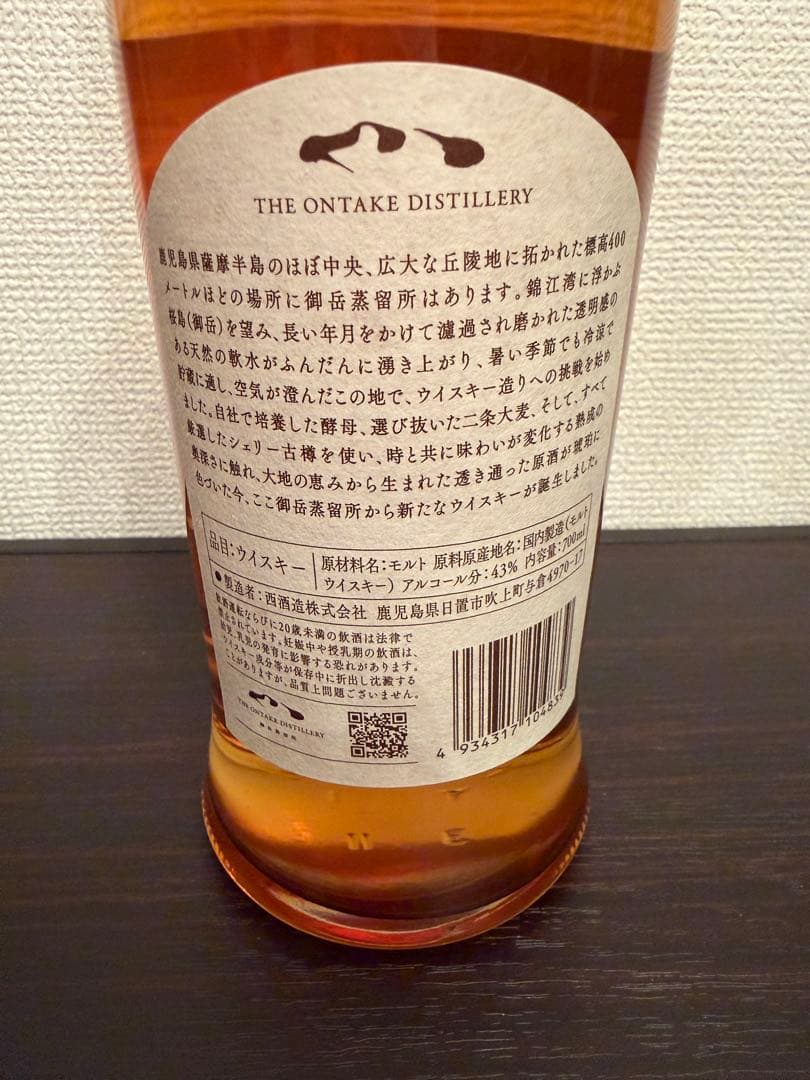 THE ONTAKE DISTILLERY
鹿児島県薩摩半島のほぼ中央、広大な丘陵地に拓かれた標高400
メートルほどの場所に御岳蒸留所はあります。錦江湾に浮かぶ
桜島(御岳)を望み、長い年月をかけて濾過され磨かれた透明感の
ある天然の軟水がふんだんに湧き上がり、暑い季節でも冷涼で
貯蔵に適し、空気が澄んだこの地で、ウイスキー造りへの挑戦を始め
ました。自社で培養した酵母、選び抜いた二条大麦、そして、すべて
厳選したシェリー古樽を使い、時と共に味わいが変化する熟成の
奥深さに触れ、大地の恵みから生まれた透き通った原酒が琥珀に
色づいた今、ここ御岳蒸留所から新たなウイスキーが誕生しました。
品目:ウイスキー
原材料名:モルト 原料原産地名:国内製造(モルト
ウイスキー) アルコール分:43% 内容量:700ml
●製造者:西酒造株式会社 鹿児島県日置市吹上町与倉4970-17
飲酒運転ならびに20歳未満の飲酒は法律で
禁止されています。妊娠中や授乳期の飲酒は、
胎児、乳児の発育に影響する恐れがあります。
ウイスキー成分等が保存中に折出し沈澱する
ことがありますが、品質上問題ございません。
THE ONTAKE DISTILLERY
御岳蒸留所
4 934317 104839